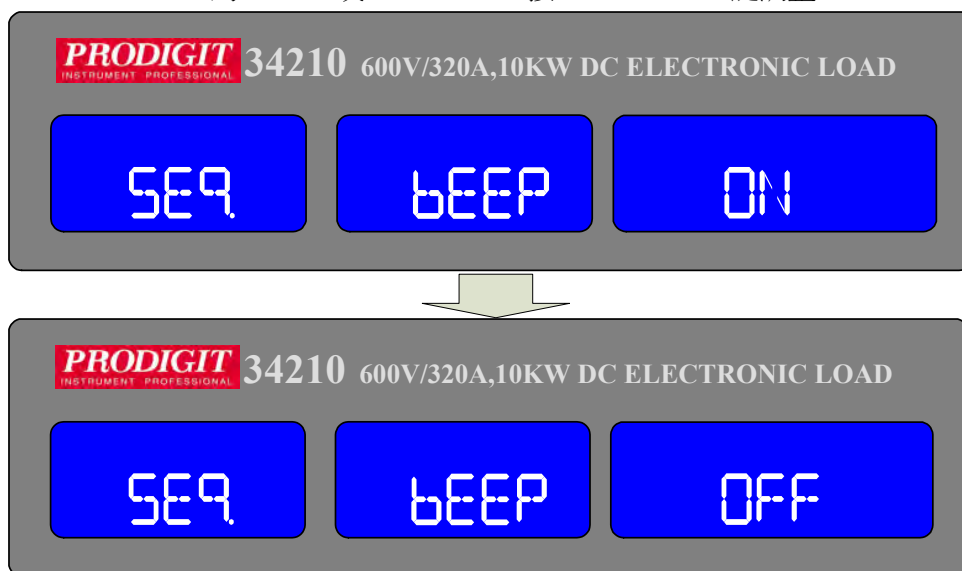 PRODIGIT
INSTRUMENT PROFESSIONAL
34210 600V/320A,10KW DC ELECTRONIC LOAD
SEq. bEEP ON
PRODIGIT
INSTRUMENT PROFESSIONAL
34210 600V/320A,10KW DC ELECTRONIC LOAD
SEq. bEEP OFF